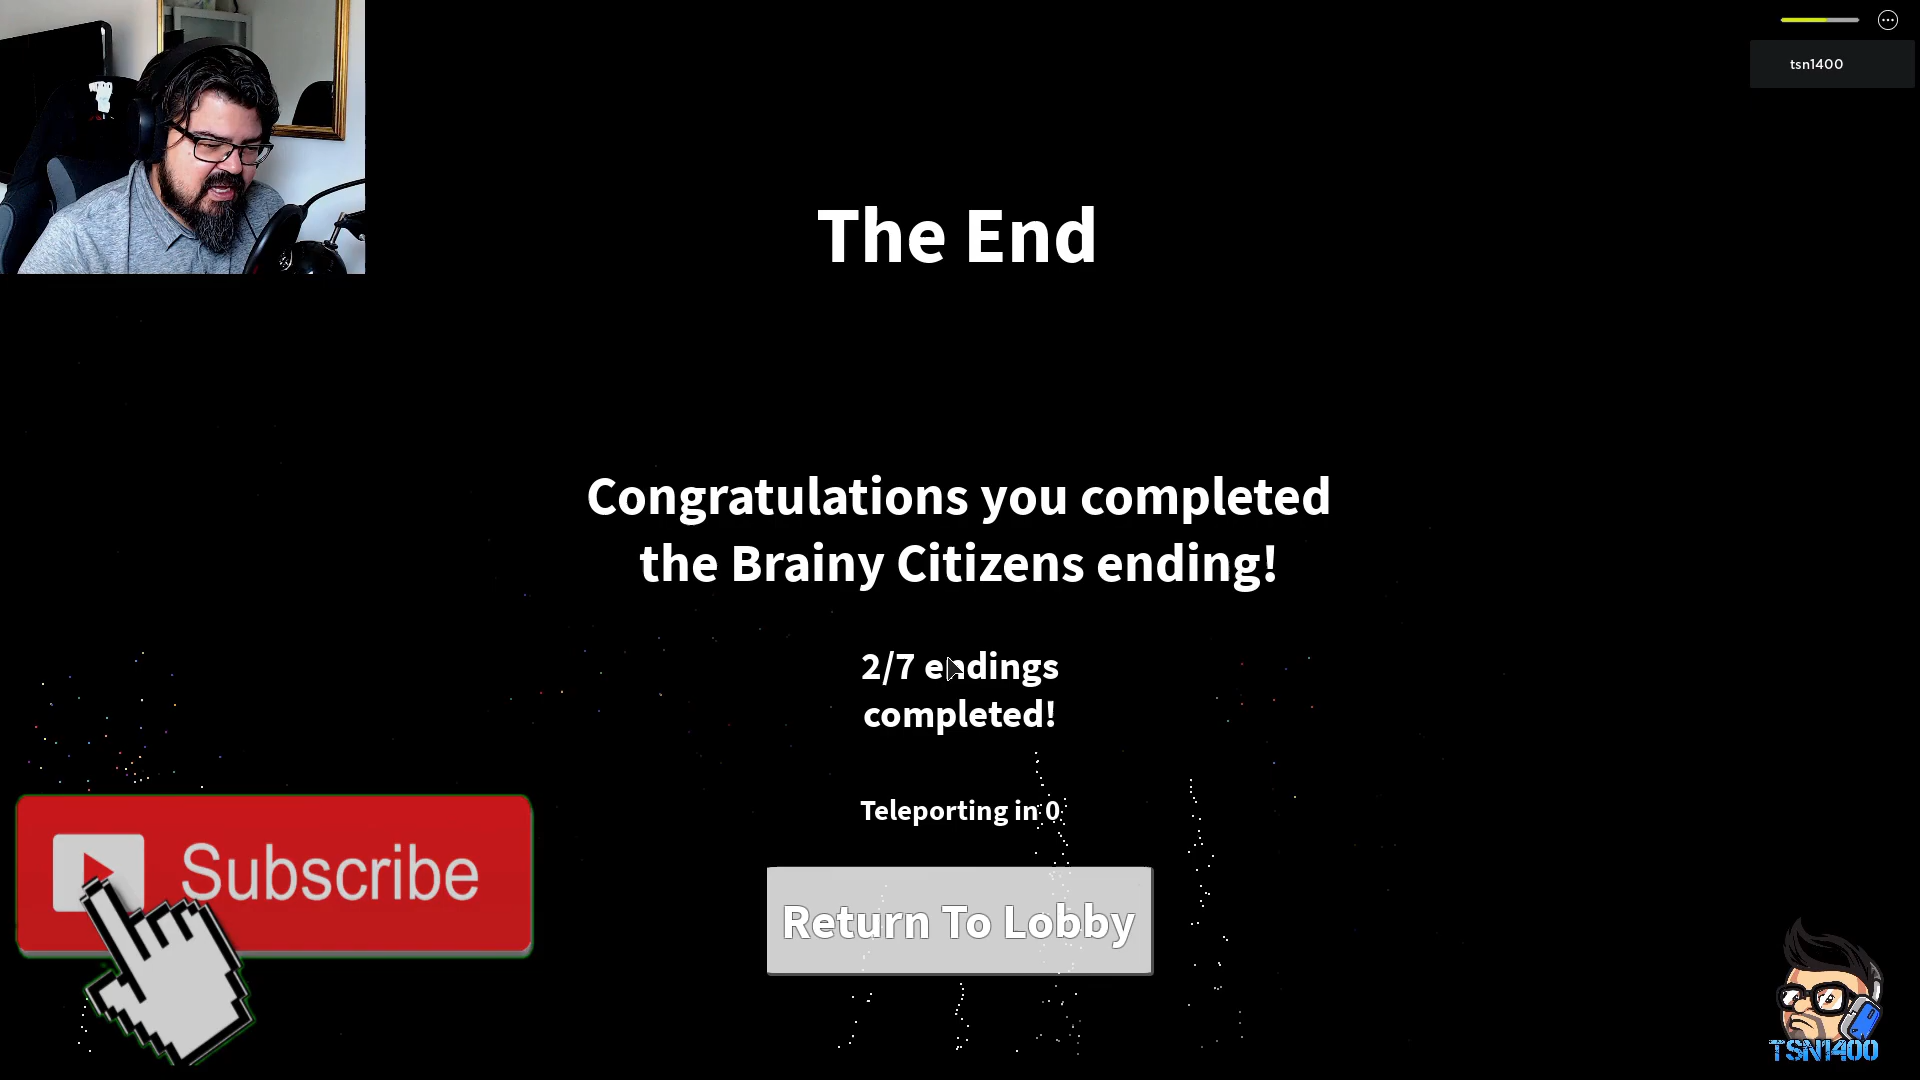 tsn1400
The End
Congratulations you completed
the Brainy Citizens ending!
2/7 endings
completed!
Teleporting in 0
Subscribe
Return To Lobby
TSN1400